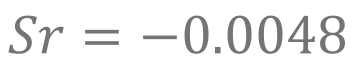 Sr = −0.0048